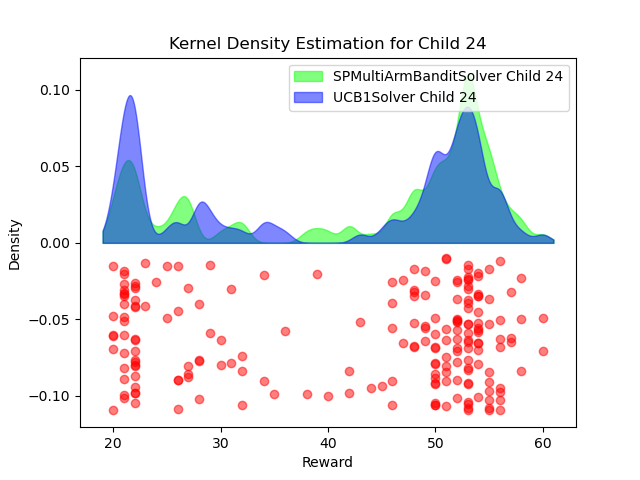 Kernel Density Estimation for Child 24
SPMultiArmBanditSolver Child 24
UCB1Solver Child 24
0.10
0.05
0.00
−0.05
−0.10
Density
20
30
40
50
60
Reward